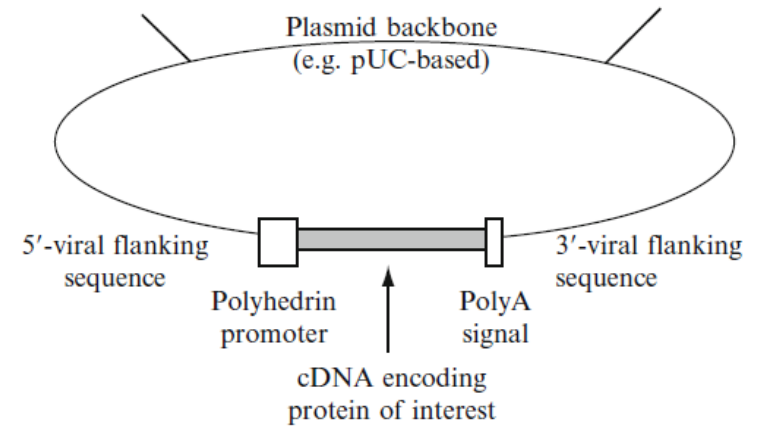 Plasmid backbone
(e.g. pUC-based)
5′-viral flanking
sequence
3′-viral flanking
sequence
Polyhedrin
promoter
PolyA
signal
cDNA encoding
protein of interest